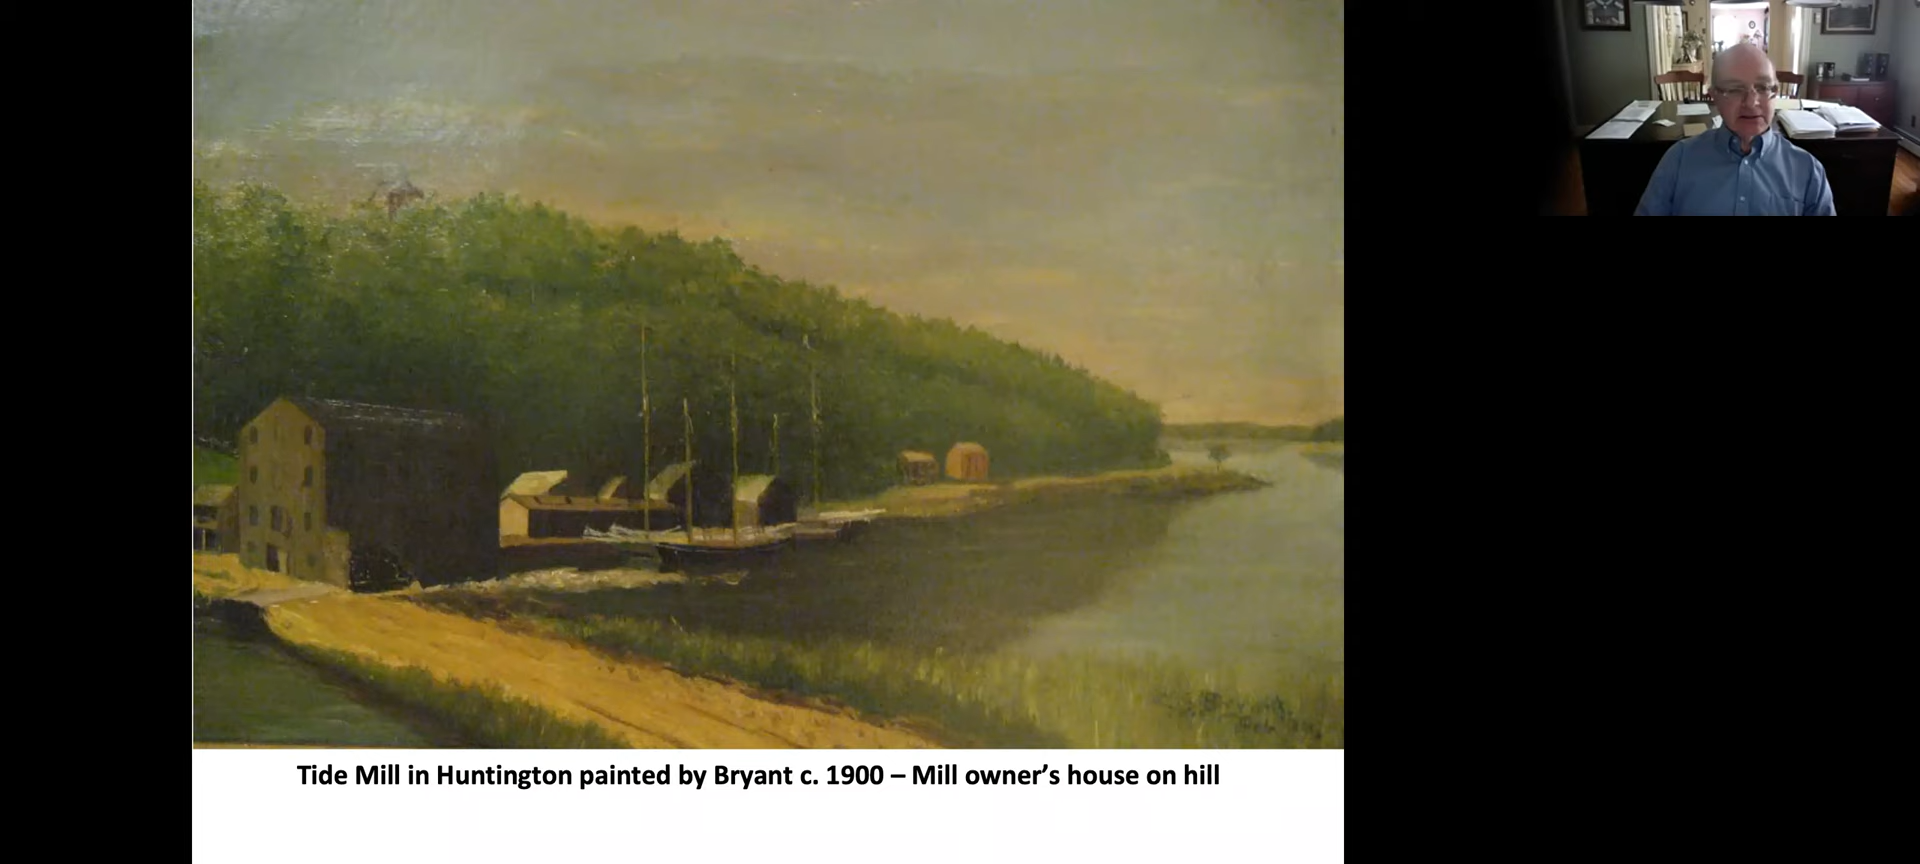 Tide Mill in Huntington painted by Bryant c. 1900 – Mill owner’s house on hill